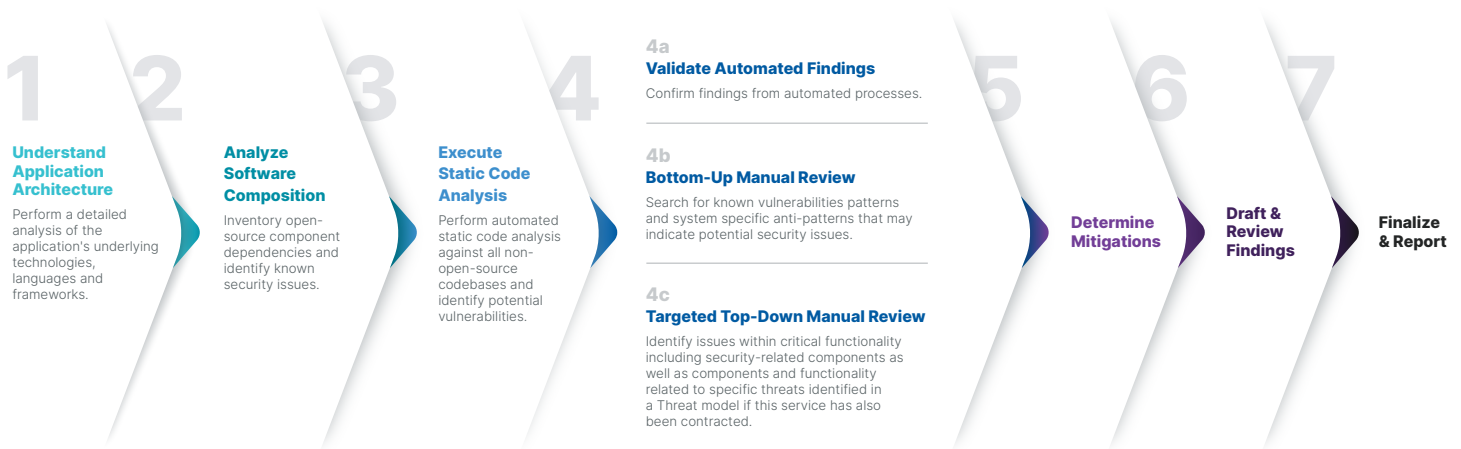 1
Understand
Application
Architecture
Perform a detailed
analysis of the
application's underlying
technologies,
languages and
frameworks.
2
Analyze
Software
Composition
Inventory open-
source component
dependencies and
identify known
security issues.
3
Execute
Static Code
Analysis
Perform automated
static code analysis
against all non-
open-source
codebases and
identify potential
vulnerabilities.
4
4a
Validate Automated Findings
Confirm findings from automated processes.
4b
Bottom-Up Manual Review
Search for known vulnerabilities patterns
and system specific anti-patterns that may
indicate potential security issues.
4c
Targeted Top-Down Manual Review
Identify issues within critical functionality
including security-related components as
well as components and functionality
related to specific threats identified in
a Threat model if this service has also
been contracted.
5
Determine
Mitigations
6
Draft &
Review
Findings
7
Finalize
& Report